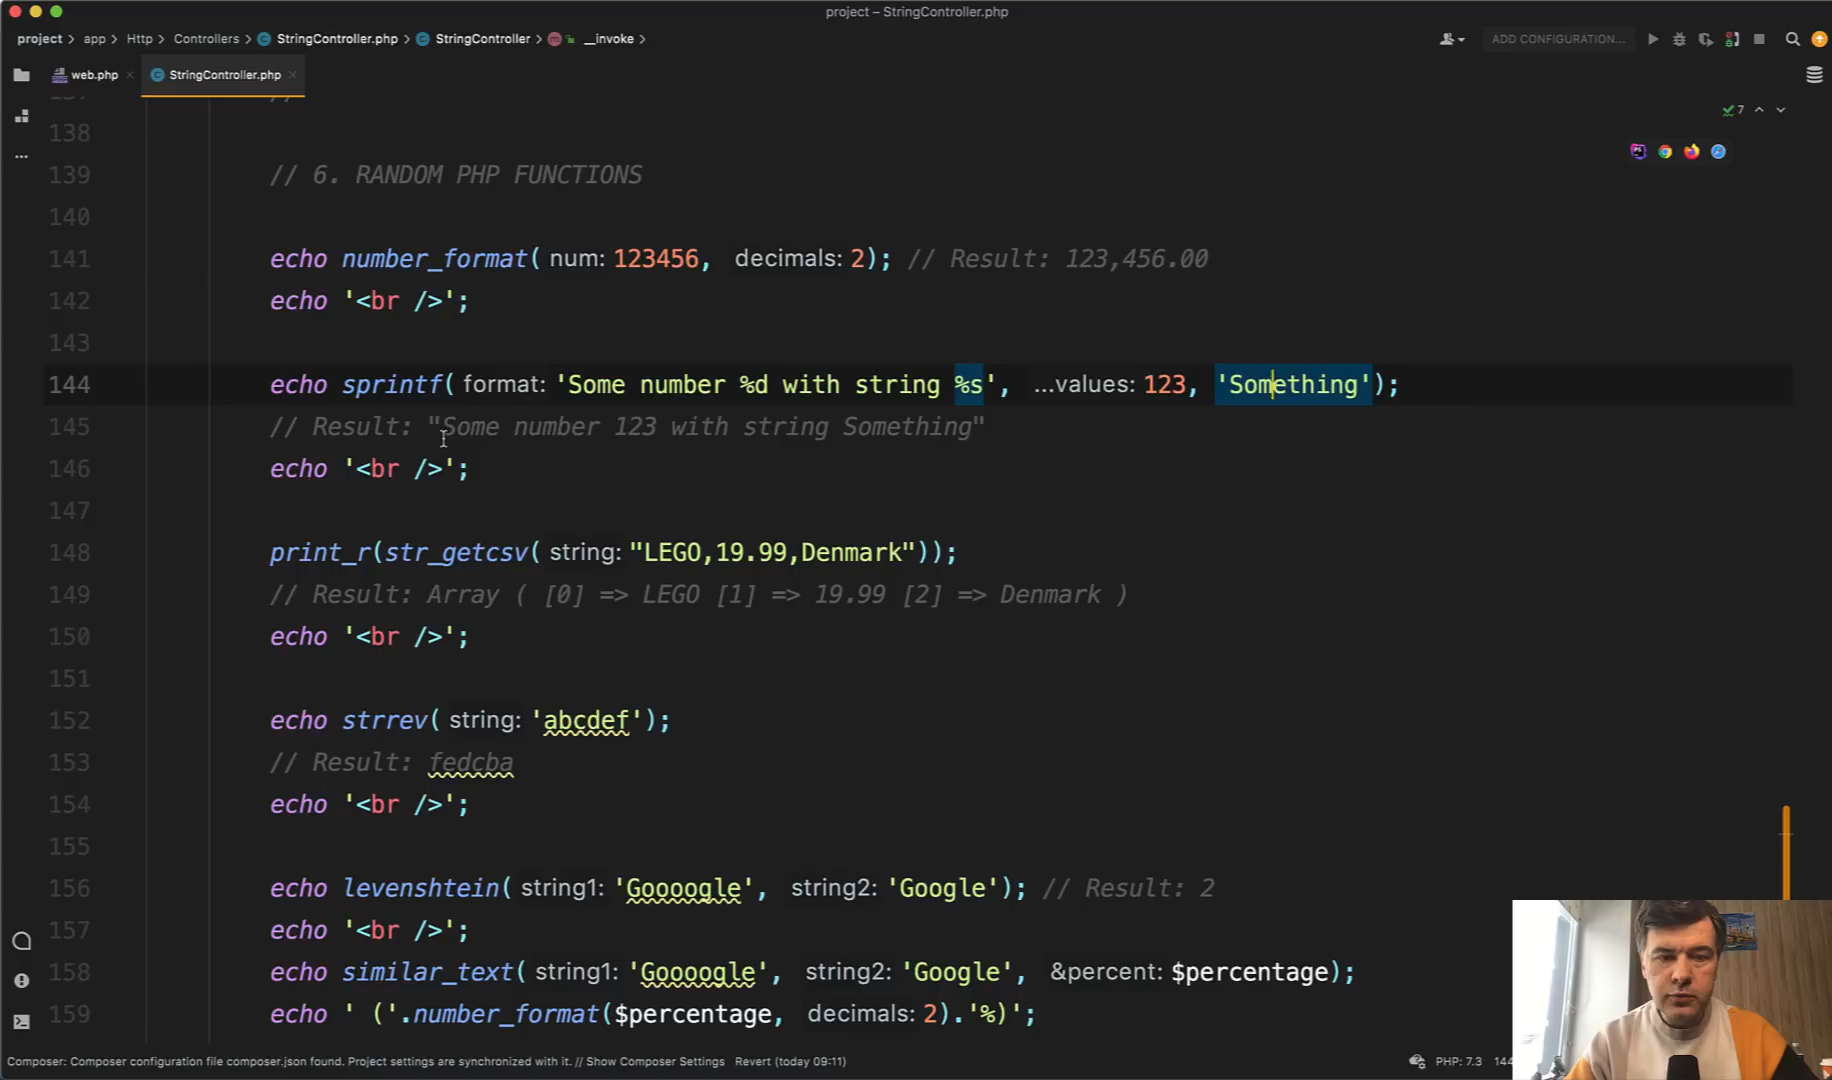 project – StringController.php
project > app > Http > Controllers > StringController.php > StringController > __invoke >
ADD CONFIGURATION...
web.php
StringController.php
7
138
139 // 6. RANDOM PHP FUNCTIONS
140
141 echo number_format( num: 123456, decimals: 2); // Result: 123,456.00
142 echo '<br />';
143
144 echo sprintf( format: 'Some number %d with string %s', ...values: 123, 'Something');
145 // Result: "Some number 123 with string Something"
146 echo '<br />';
147
148 print_r(str_getcsv( string: "LEGO,19.99,Denmark"));
149 // Result: Array ( [0] => LEGO [1] => 19.99 [2] => Denmark )
150 echo '<br />';
151
152 echo strrev( string: 'abcdef');
153 // Result: fedcba
154 echo '<br />';
155
156 echo levenshtein( string1: 'Goooogle', string2: 'Google'); // Result: 2
157 echo '<br />';
158 echo similar_text( string1: 'Goooogle', string2: 'Google', &percent: $percentage);
159 echo ' ('.number_format($percentage, decimals: 2).'%)';
Composer: Composer configuration file composer.json found. Project settings are synchronized with it. // Show Composer Settings Revert (today 09:11)
PHP: 7.3